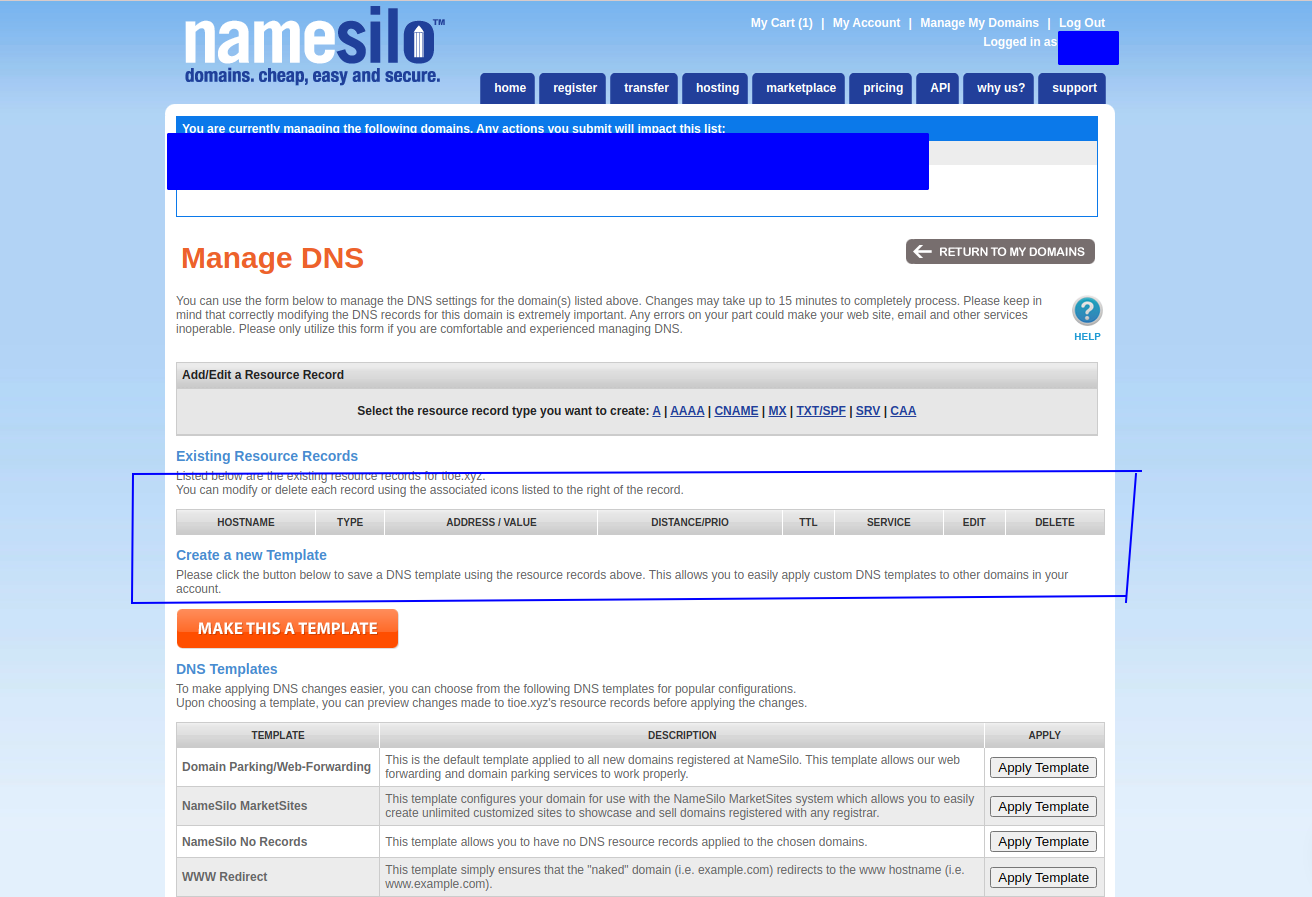 My Cart (1) | My Account | Manage My Domains | Log Out
namesilo™
Logged in as
domains. cheap, easy and secure.
home register transfer hosting marketplace pricing API why us? support
You are currently managing the following domains. Any actions you submit will impact this list:
Manage DNS
RETURN TO MY DOMAINS
You can use the form below to manage the DNS settings for the domain(s) listed above. Changes may take up to 15 minutes to completely process. Please keep in
mind that correctly modifying the DNS records for this domain is extremely important. Any errors on your part could make your web site, email and other services
inoperable. Please only utilize this form if you are comfortable and experienced managing DNS.
?
HELP
Add/Edit a Resource Record
Select the resource record type you want to create: A | AAAA | CNAME | MX | TXT/SPF | SRV | CAA
Existing Resource Records
Listed below are the existing resource records for tioe.xyz.
You can modify or delete each record using the associated icons listed to the right of the record.
HOSTNAME TYPE ADDRESS / VALUE DISTANCE/PRIO TTL SERVICE EDIT DELETE
Create a new Template
Please click the button below to save a DNS template using the resource records above. This allows you to easily apply custom DNS templates to other domains in your
account.
MAKE THIS A TEMPLATE
DNS Templates
To make applying DNS changes easier, you can choose from the following DNS templates for popular configurations.
Upon choosing a template, you can preview changes made to tioe.xyz's resource records before applying the changes.
TEMPLATE DESCRIPTION APPLY
Domain Parking/Web-Forwarding
This is the default template applied to all new domains registered at NameSilo. This template allows our web
forwarding and domain parking services to work properly.
Apply Template
NameSilo MarketSites
This template configures your domain for use with the NameSilo MarketSites system which allows you to easily
create unlimited customized sites to showcase and sell domains registered with any registrar.
Apply Template
NameSilo No Records
This template allows you to have no DNS resource records applied to the chosen domains.
Apply Template
WWW Redirect
This template simply ensures that the "naked" domain (i.e. example.com) redirects to the www hostname (i.e.
www.example.com).
Apply Template